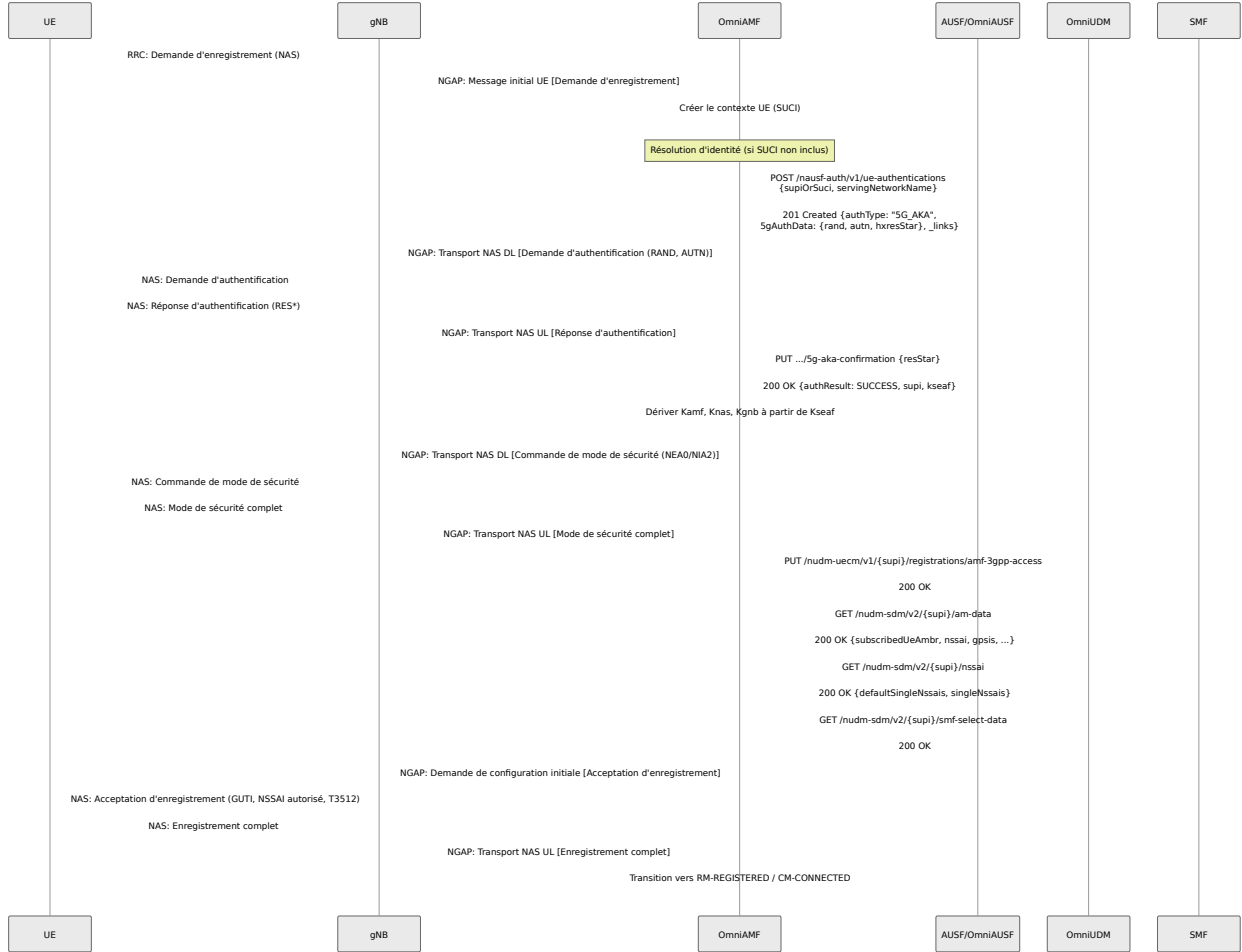 UE
gNB
OmniAMF
AUSF/OmniAUSF
OmniUDM
SMF
RRC: Demande d'enregistrement (NAS)
NGAP: Message initial UE [Demande d'enregistrement]
Créer le contexte UE (SUCI)
Résolution d'identité (si SUCI non inclus)
POST /nausf-auth/v1/ue-authentications
{supiOrSuci, servingNetworkName}
201 Created {authType: "5G_AKA",
5gAuthData: {rand, autn, hxresStar}, _links}
NGAP: Transport NAS DL [Demande d'authentification (RAND, AUTN)]
NAS: Demande d'authentification
NAS: Réponse d'authentification (RES*)
NGAP: Transport NAS UL [Réponse d'authentification]
PUT .../5g-aka-confirmation {resStar}
200 OK {authResult: SUCCESS, supi, kseaf}
Dériver Kamf, Knas, Kgnb à partir de Kseaf
NGAP: Transport NAS DL [Commande de mode de sécurité (NEA0/NIA2)]
NAS: Commande de mode de sécurité
NAS: Mode de sécurité complet
NGAP: Transport NAS UL [Mode de sécurité complet]
PUT /nudm-uecm/v1/{supi}/registrations/amf-3gpp-access
200 OK
GET /nudm-sdm/v2/{supi}/am-data
200 OK {subscribedUeAmbr, nssai, gpsis, ...}
GET /nudm-sdm/v2/{supi}/nssai
200 OK {defaultSingleNssais, singleNssais}
GET /nudm-sdm/v2/{supi}/smf-select-data
200 OK
NGAP: Demande de configuration initiale [Acceptation d'enregistrement]
NAS: Acceptation d'enregistrement (GUTI, NSSAI autorisé, T3512)
NAS: Enregistrement complet
NGAP: Transport NAS UL [Enregistrement complet]
Transition vers RM-REGISTERED / CM-CONNECTED
UE
gNB
OmniAMF
AUSF/OmniAUSF
OmniUDM
SMF